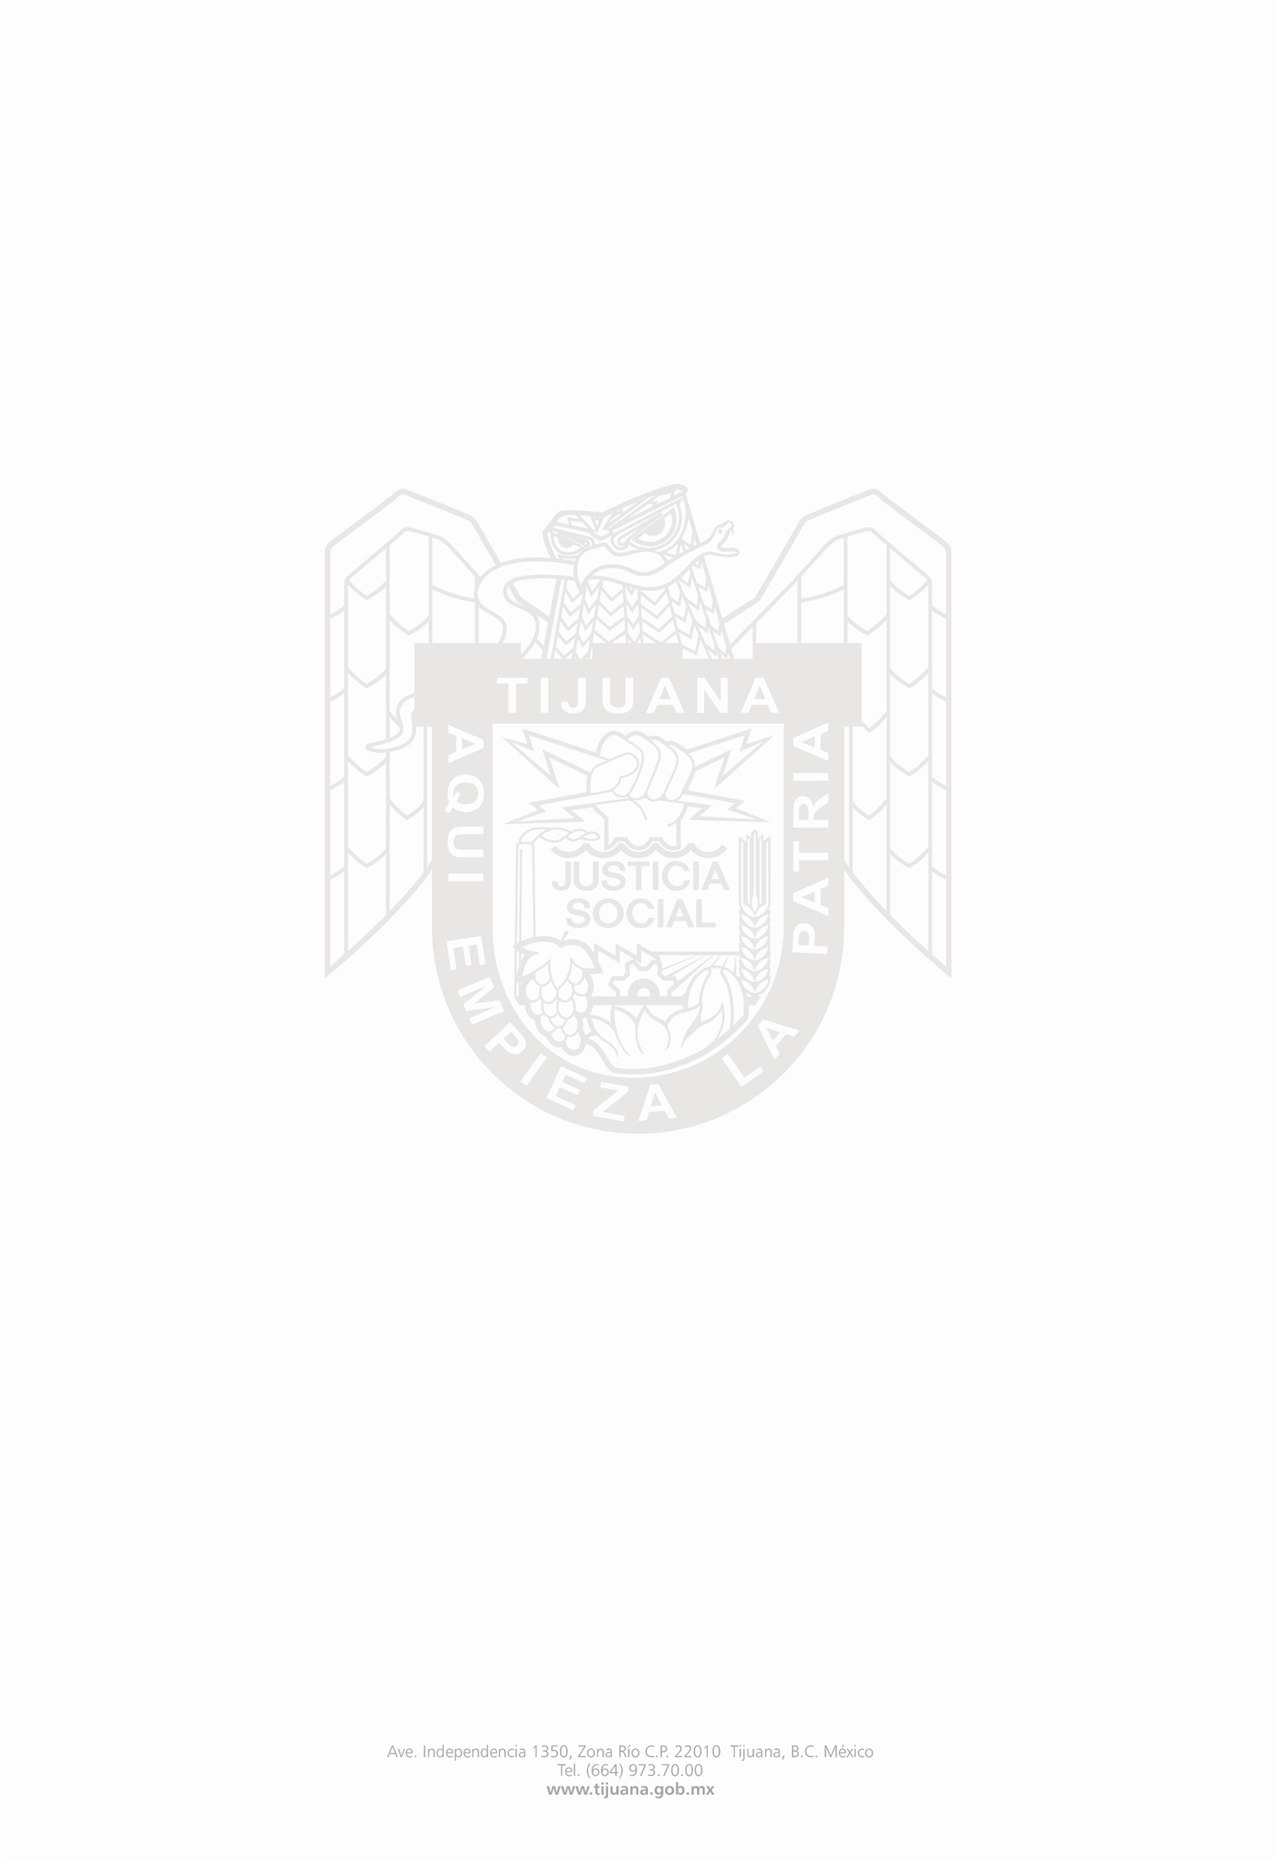 TIJUANA
AQUI EMPIEZA LA PATRIA
JUSTICIA
SOCIAL
Ave. Independencia 1350, Zona Río C.P. 22010 Tijuana, B.C. México
Tel. (664) 973.70.00
www.tijuana.gob.mx